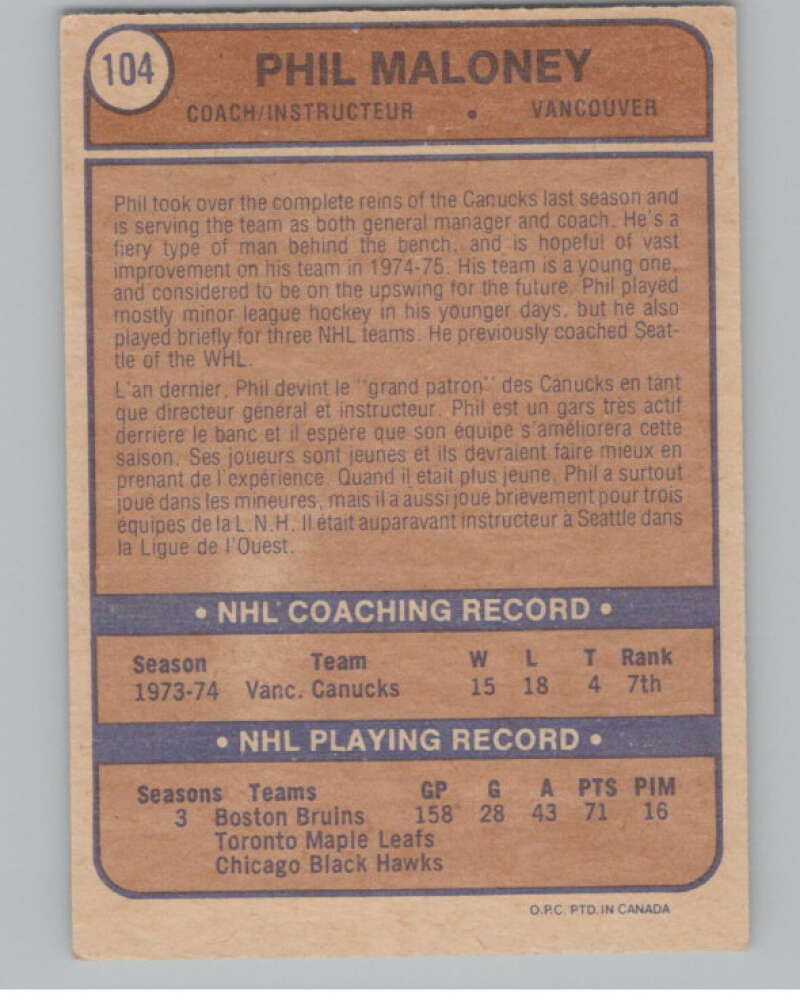 104
PHIL MALONEY
COACH/INSTRUCTEUR • VANCOUVER
Phil took over the complete reins of the Canucks last season and
is serving the team as both general manager and coach. He's a
fiery type of man behind the bench, and is hopeful of vast
improvement on his team in 1974-75. His team is a young one,
and considered to be on the upswing for the future. Phil played
mostly minor league hockey in his younger days, but he also
played briefly for three NHL teams. He previously coached Seat-
tle of the WHL.
L'an dernier, Phil devint le "grand patron" des Canucks en tant
que directeur général et instructeur. Phil est un gars très actif
derrière le banc et il espère que son équipe s'améliorera cette
saison. Ses joueurs sont jeunes et ils devraient faire mieux en
prenant de l'expérience. Quand il était plus jeune, Phil a surtout
joué dans les mineures, mais il a aussi joué brièvement pour trois
équipes de la L.N.H. Il était auparavant instructeur à Seattle dans
la Ligue de l'Ouest.
• NHL COACHING RECORD •
Season Team W L T Rank
1973-74 Vanc. Canucks 15 18 4 7th
• NHL PLAYING RECORD •
Seasons Teams GP G A PTS PIM
3 Boston Bruins 158 28 43 71 16
Toronto Maple Leafs
Chicago Black Hawks
O.P.C. PTD. IN CANADA